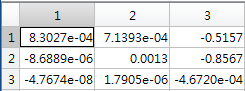 1 2 3
1 8.3027e-04 7.1393e-04 -0.5157
2 -8.6889e-06 0.0013 -0.8567
3 -4.7674e-08 1.7905e-06 -4.6720e-04